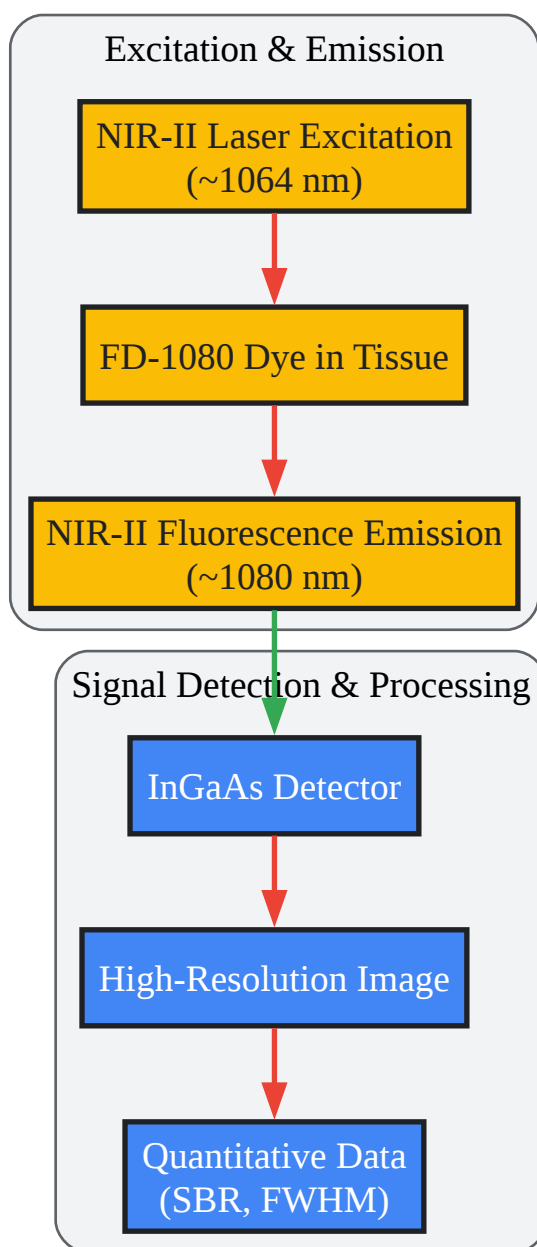 Excitation & Emission
NIR-II Laser Excitation
(~1064 nm)
FD-1080 Dye in Tissue
NIR-II Fluorescence Emission
(~1080 nm)
Signal Detection & Processing
InGaAs Detector
High-Resolution Image
Quantitative Data
(SBR, FWHM)